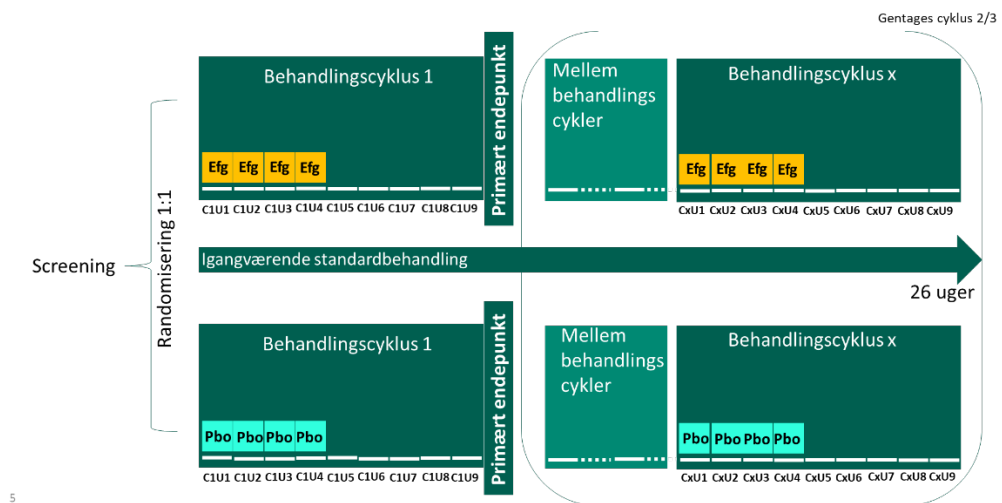 Gentages cyklus 2/3
Behandlingscyklus 1
Primært endepunkt
Mellem
behandlings
cykler
Behandlingscyklus x
Efg Efg Efg Efg
Efg Efg Efg Efg
C1U1 C1U2 C1U3 C1U4 C1U5 C1U6 C1U7 C1U8 C1U9
CxU1 CxU2 CxU3 CxU4 CxU5 CxU6 CxU7 CxU8 CxU9
Screening
Randomisering 1:1
Igangværende standardbehandling
26 uger
Behandlingscyklus 1
Primært endepunkt
Mellem
behandlings
cykler
Behandlingscyklus x
Pbo Pbo Pbo Pbo
Pbo Pbo Pbo Pbo
C1U1 C1U2 C1U3 C1U4 C1U5 C1U6 C1U7 C1U8 C1U9
CxU1 CxU2 CxU3 CxU4 CxU5 CxU6 CxU7 CxU8 CxU9
5